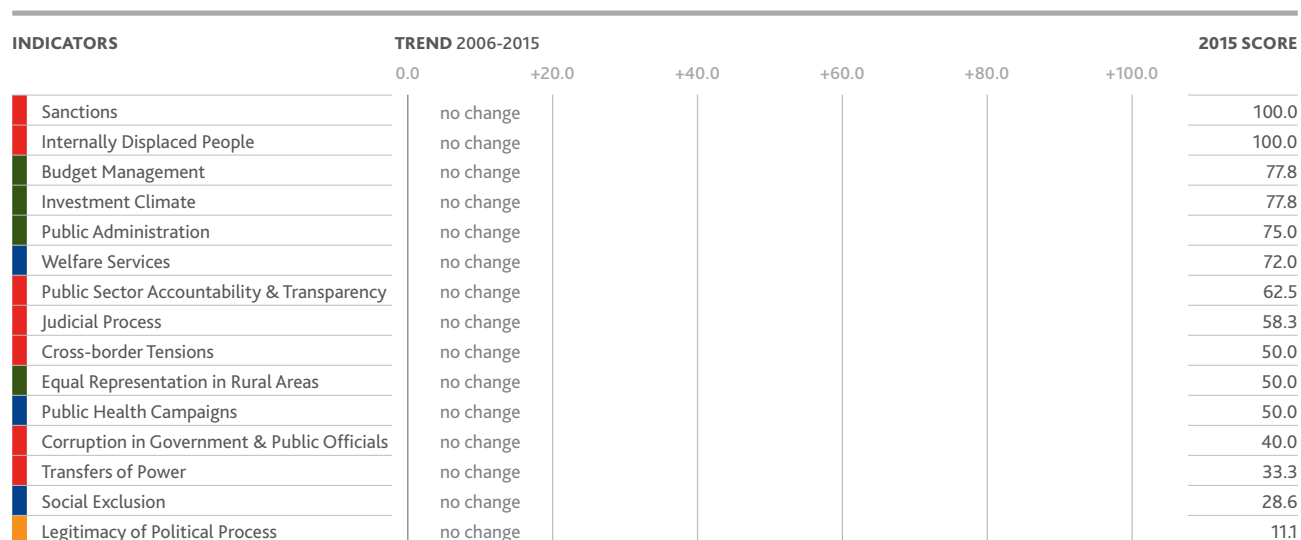 INDICATORS TREND 2006-2015 2015 SCORE
0.0 +20.0 +40.0 +60.0 +80.0 +100.0
Sanctions no change 100.0
Internally Displaced People no change 100.0
Budget Management no change 77.8
Investment Climate no change 77.8
Public Administration no change 75.0
Welfare Services no change 72.0
Public Sector Accountability & Transparency no change 62.5
Judicial Process no change 58.3
Cross-border Tensions no change 50.0
Equal Representation in Rural Areas no change 50.0
Public Health Campaigns no change 50.0
Corruption in Government & Public Officials no change 40.0
Transfers of Power no change 33.3
Social Exclusion no change 28.6
Legitimacy of Political Process no change 11.1